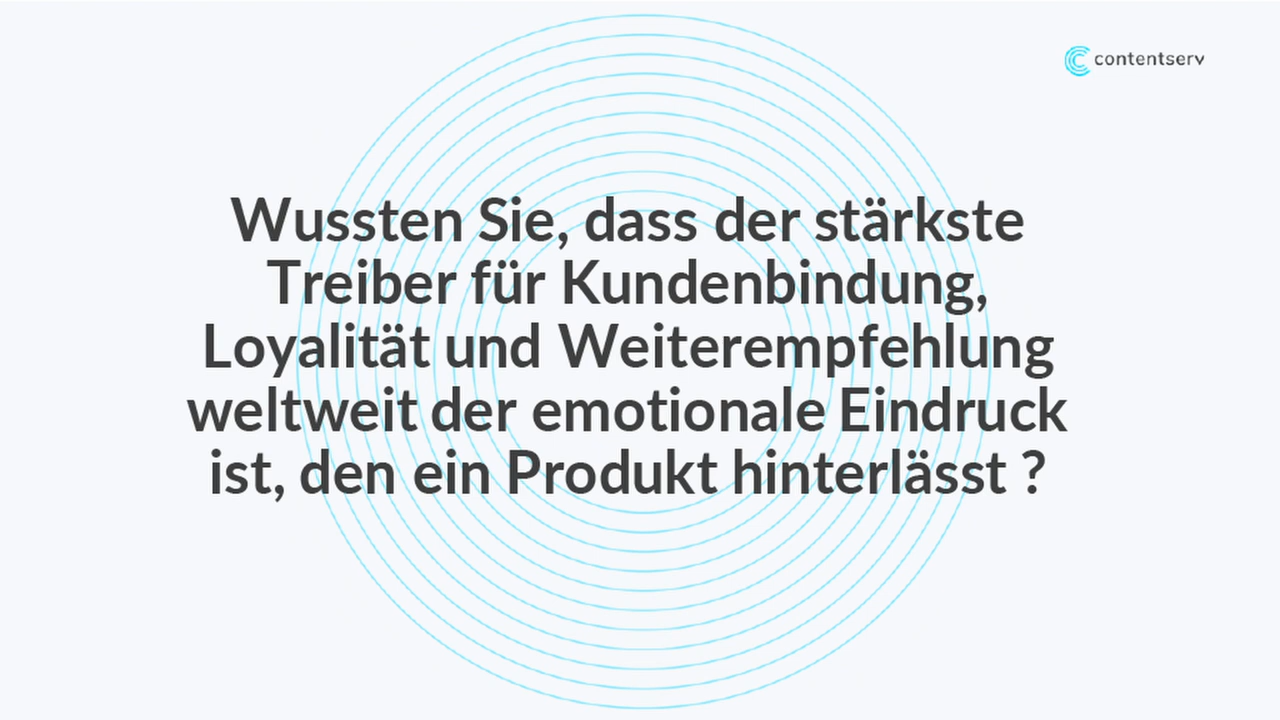 contentserv
Wussten Sie, dass der stärkste
Treiber für Kundenbindung,
Loyalität und Weiterempfehlung
weltweit der emotionale Eindruck
ist, den ein Produkt hinterlässt ?